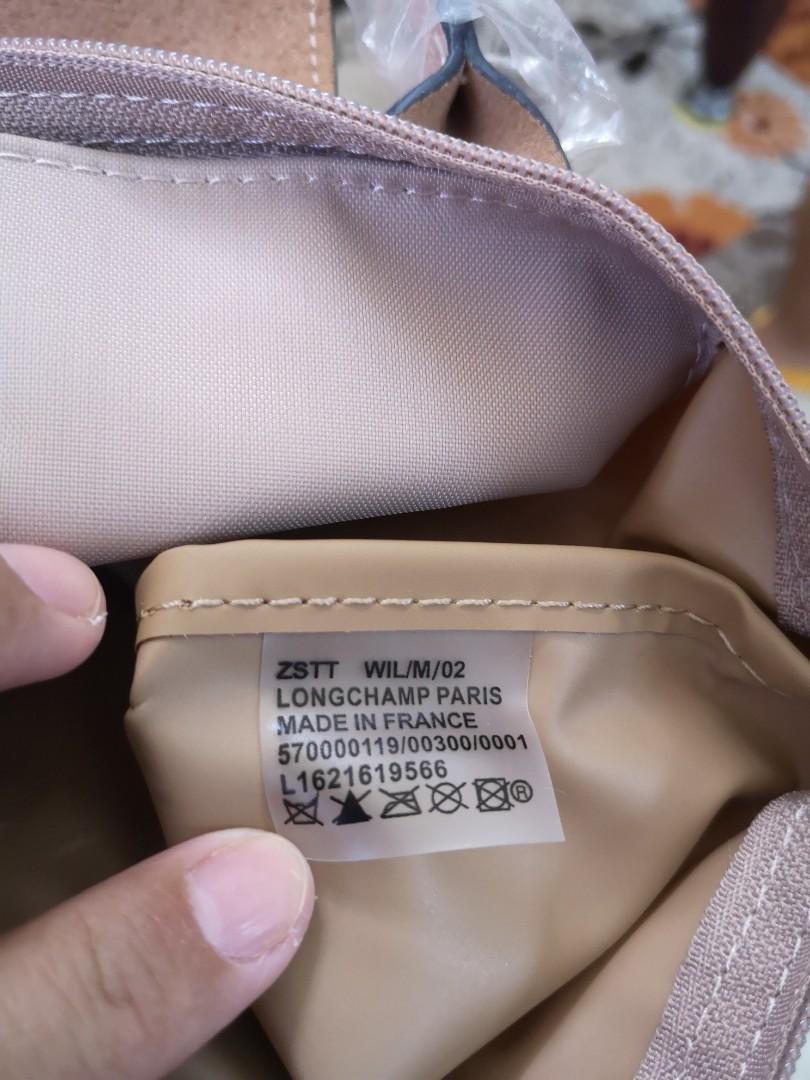 ZSTT WIL/M/02
LONGCHAMP PARIS
MADE IN FRANCE
570000119/00300/0001
L1621619566
®